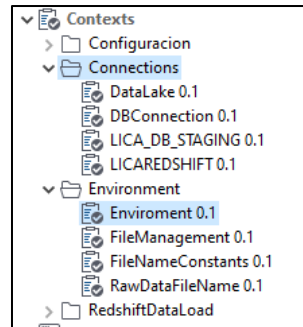 Contexts
Configuracion
Connections
DataLake 0.1
DBConnection 0.1
LICA_DB_STAGING 0.1
LICAREDSHIFT 0.1
Environment
Enviroment 0.1
FileManagement 0.1
FileNameConstants 0.1
RawDataFileName 0.1
RedshiftDataLoad